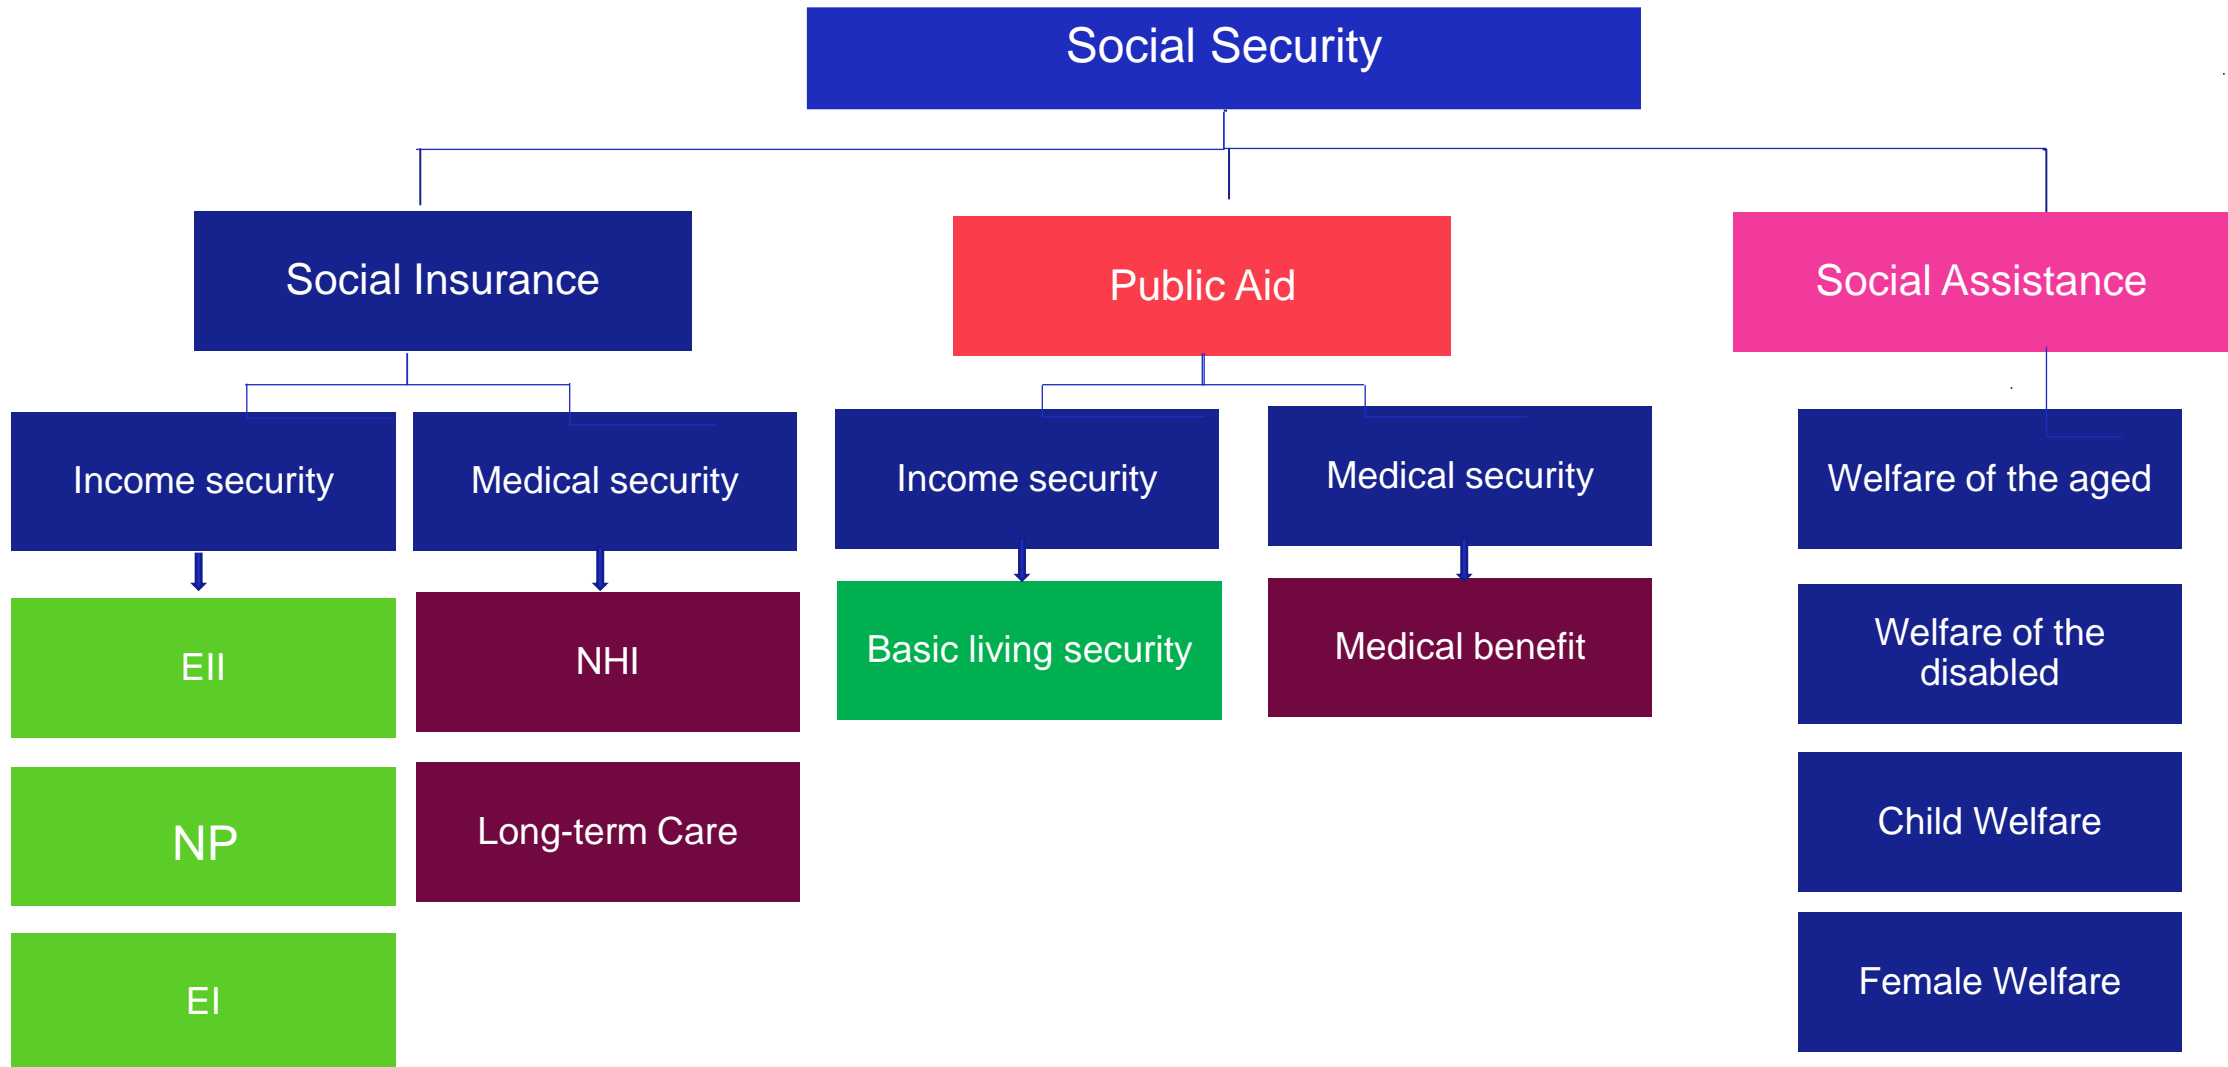 Social Security
Social Insurance
Public Aid
Social Assistance
Income security
Medical security
Income security
Medical security
Welfare of the aged
EII
NHI
Basic living security
Medical benefit
Welfare of the
disabled
NP
Long-term Care
Child Welfare
EI
Female Welfare